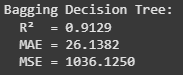 Bagging Decision Tree:
R² = 0.9129
MAE = 26.1382
MSE = 1036.1250